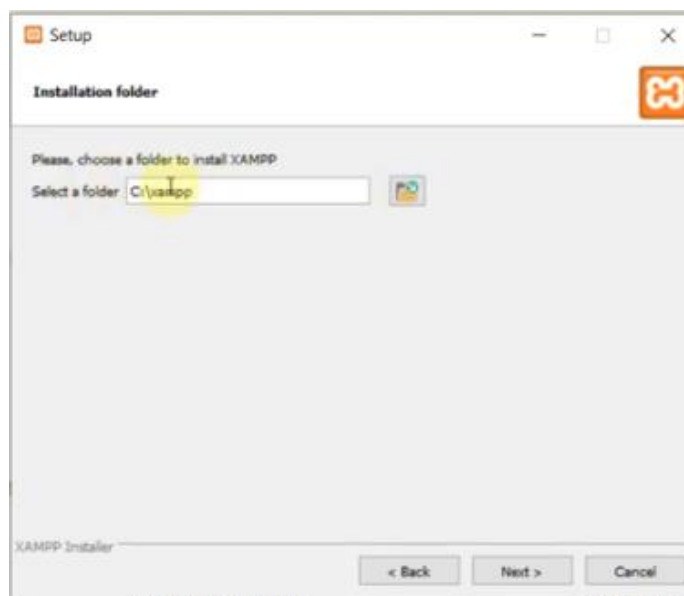 Setup
Installation folder
Please, choose a folder to install XAMPP
Select a folder C:\xampp
XAMPP Installer
< Back Next > Cancel